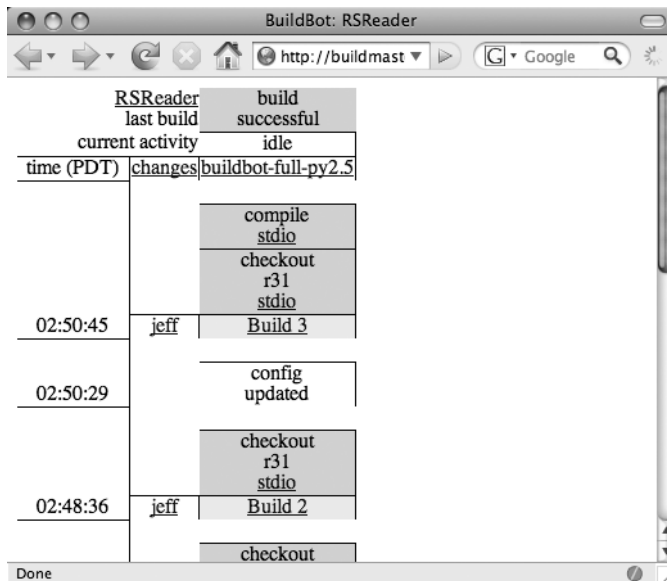 BuildBot: RSReader
http://buildmast
G Google
RSReader build
last build successful
current activity idle
time (PDT) changes buildbot-full-py2.5
compile
stdio
checkout
r31
stdio
02:50:45 jeff Build 3
config
02:50:29 updated
checkout
r31
stdio
02:48:36 jeff Build 2
checkout
Done